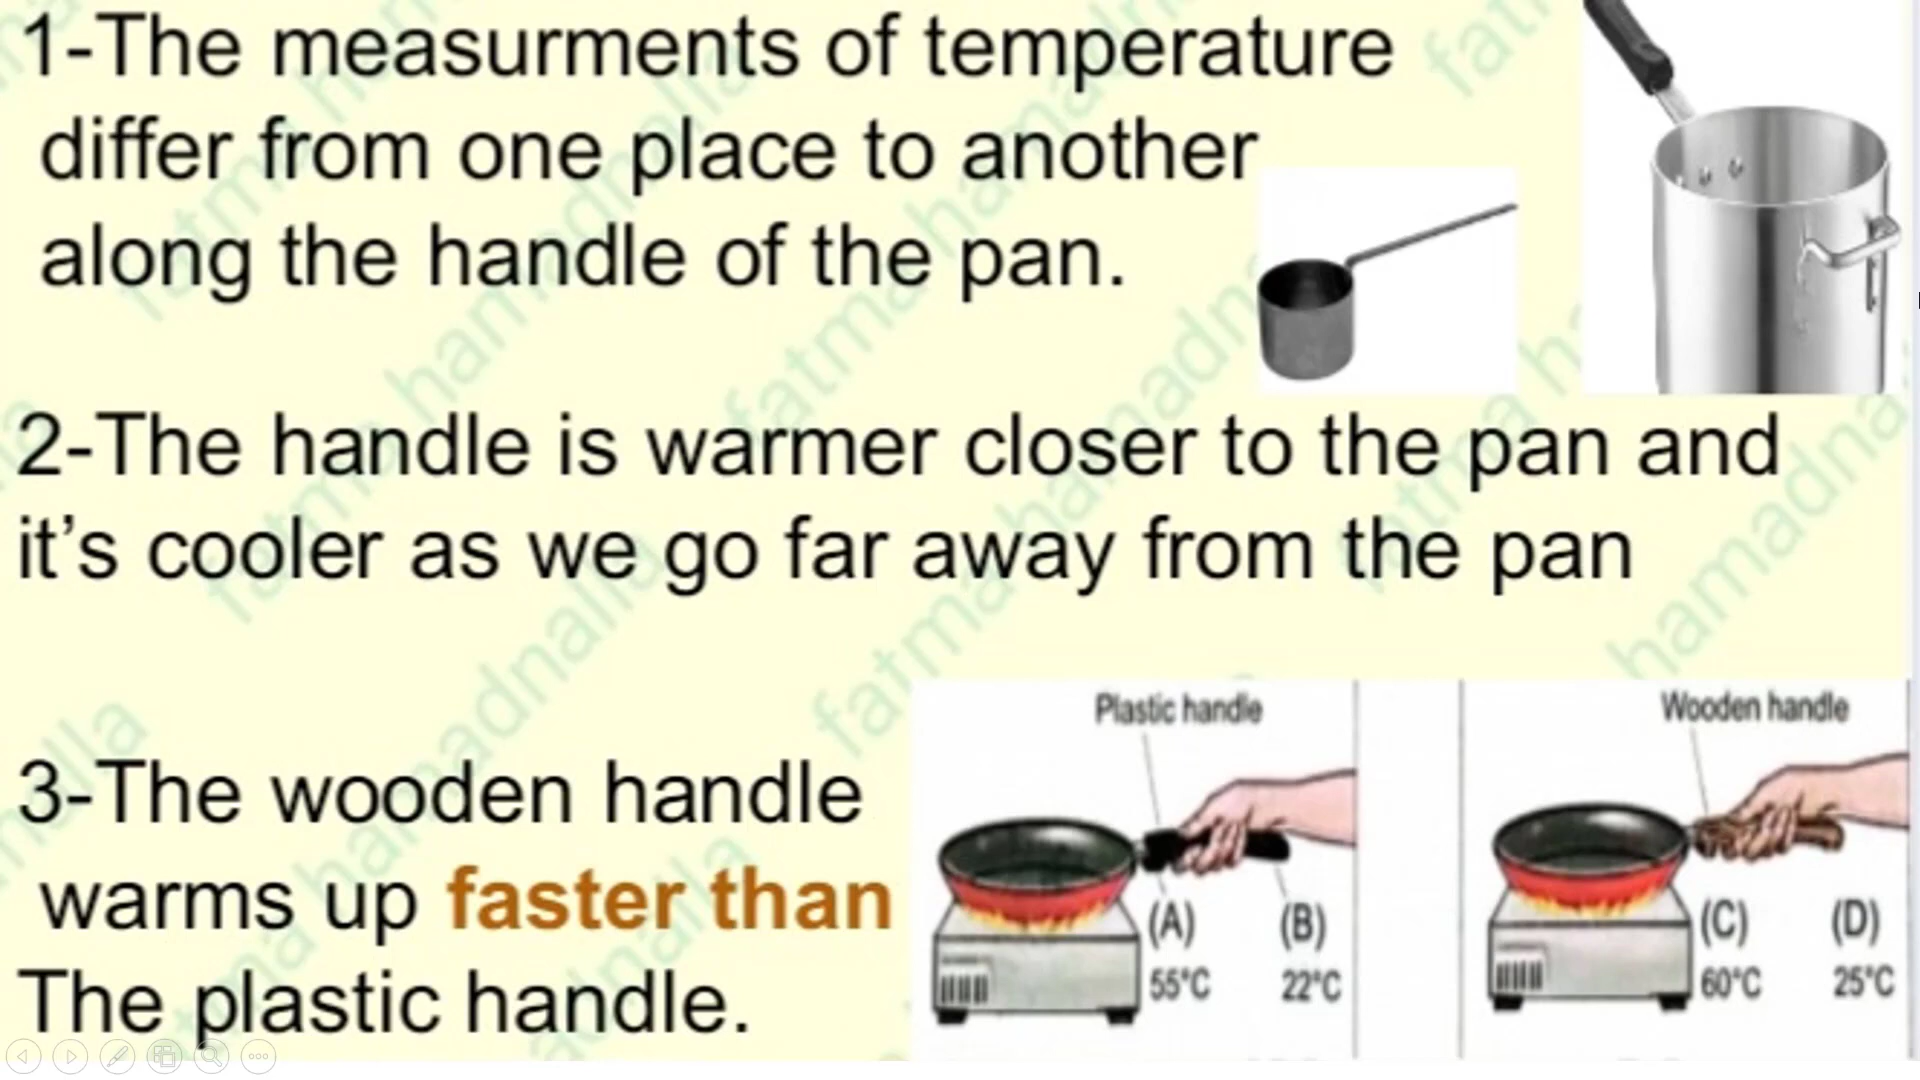 1-The measurments of temperature
differ from one place to another
along the handle of the pan.
2-The handle is warmer closer to the pan and
it's cooler as we go far away from the pan
3-The wooden handle
warms up faster than
The plastic handle.
Plastic handle
(A) (B)
55°C 22°C
Wooden handle
(C) (D)
60°C 25°C